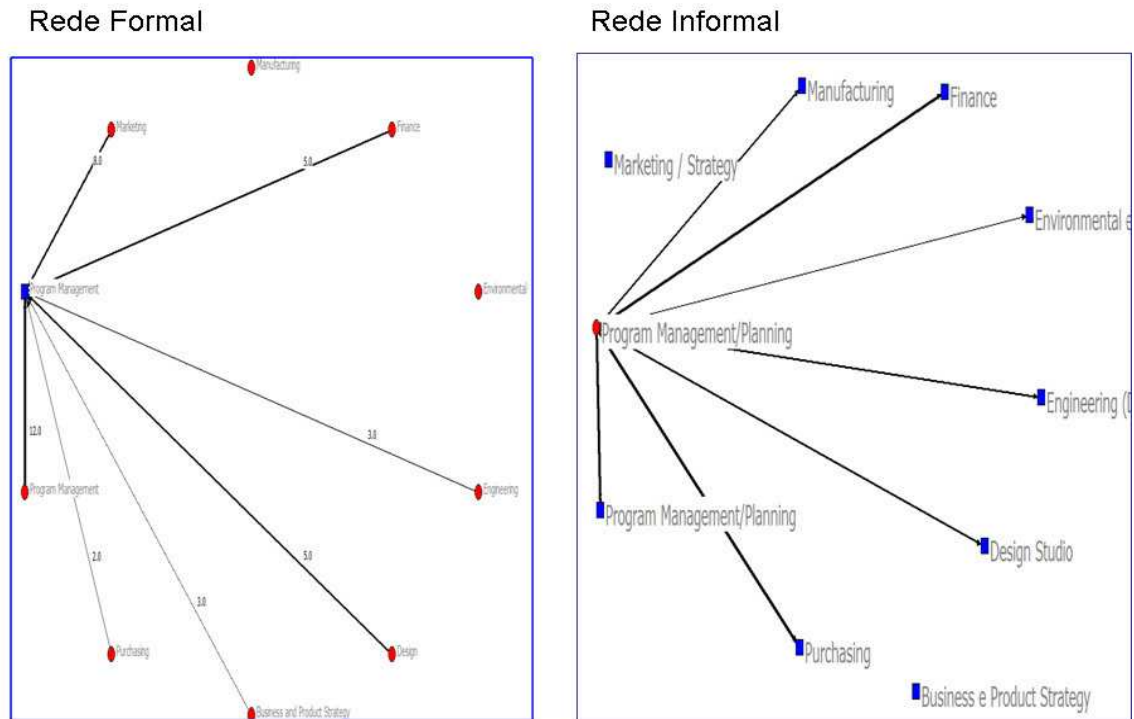 Rede Formal
Manufacturing
Marketing
Finance
8.0
5.0
Program Management
Environmental
12.0
3.0
Program Management
Engineering
2.0
5.0
3.0
Purchasing
Design
Business and Product Strategy
Rede Informal
Manufacturing
Finance
Marketing / Strategy
Environmental e
Program Management/Planning
Engineering (D
Program Management/Planning
Design Studio
Purchasing
Business e Product Strategy